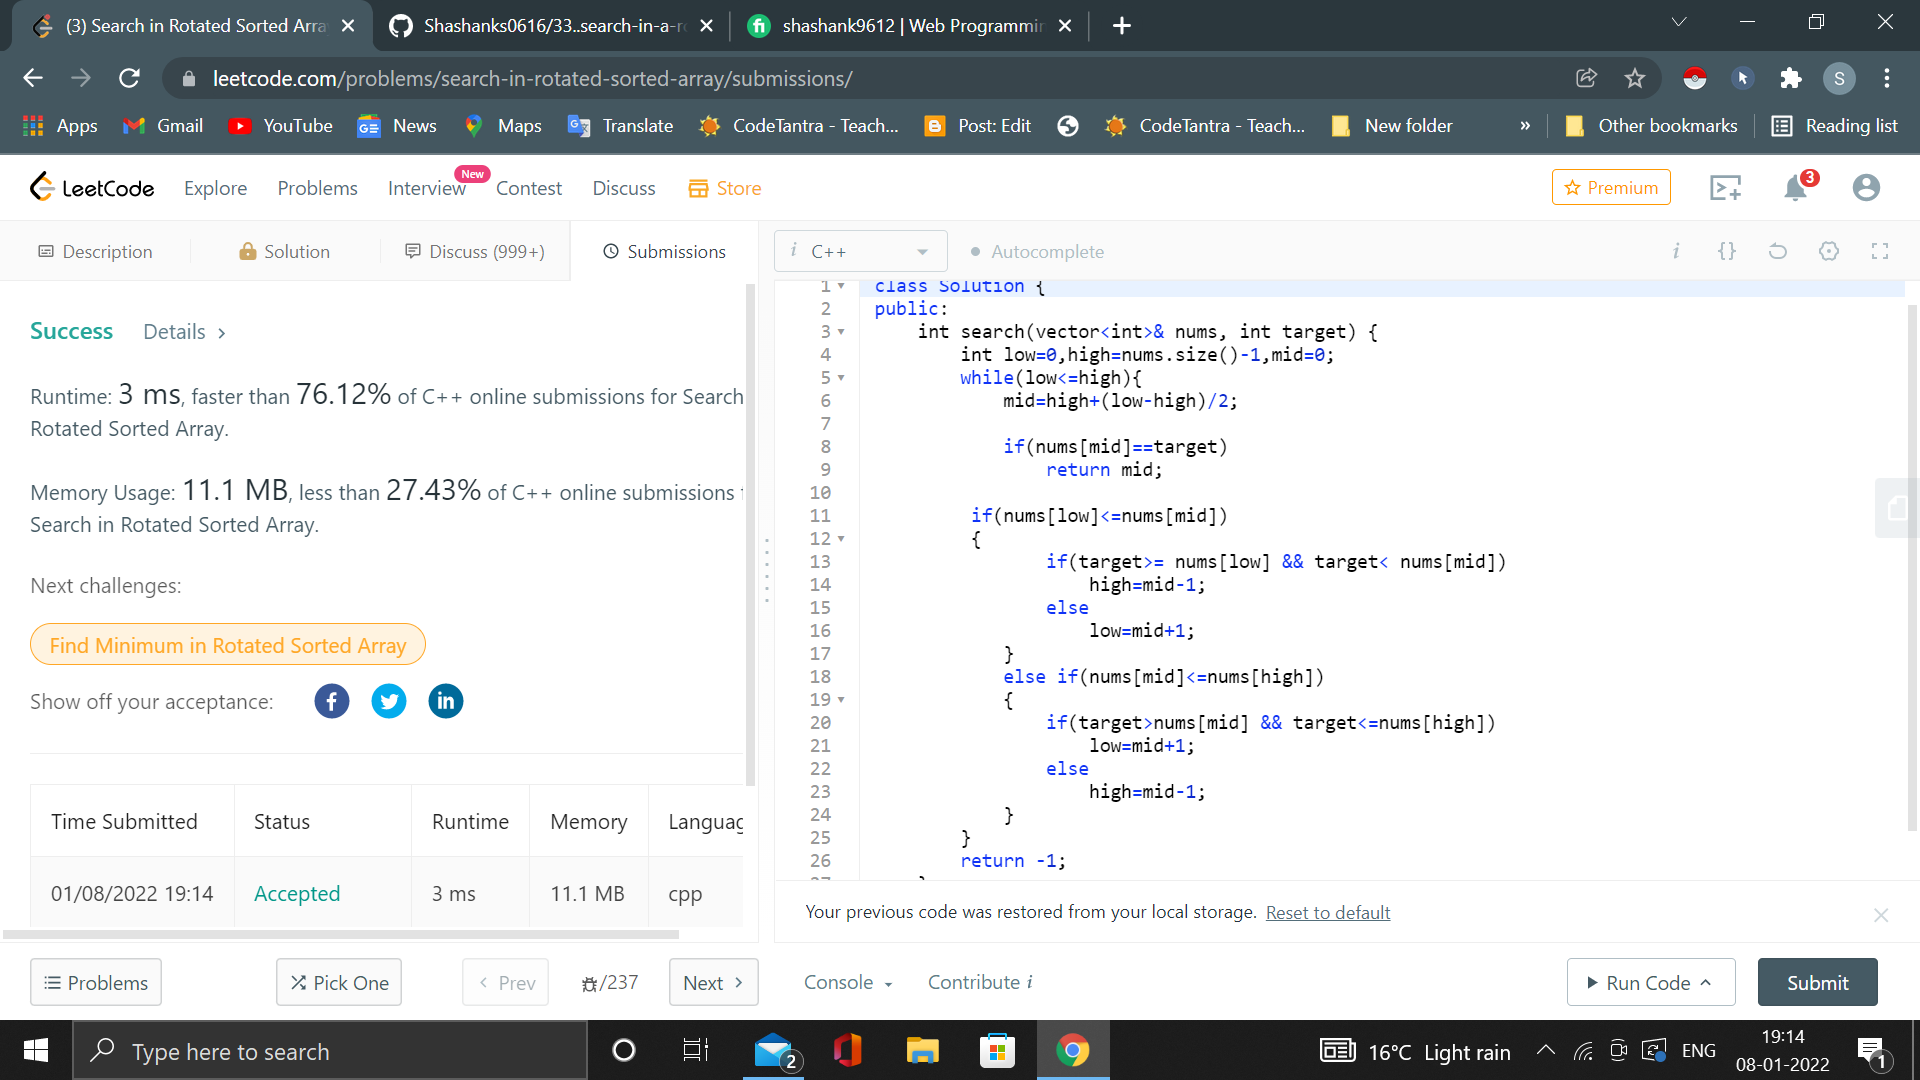 (3) Search in Rotated Sorted Arra
Shashanks0616/33..search-in-a-r
shashank9612 | Web Programmin
leetcode.com/problems/search-in-rotated-sorted-array/submissions/
S
Apps
Gmail
YouTube
News
Maps
Translate
CodeTantra - Teach...
Post: Edit
CodeTantra - Teach...
New folder
»
Other bookmarks
Reading list
LeetCode
Explore
Problems
Interview
New
Contest
Discuss
Store
Premium
3
Description
Solution
Discuss (999+)
Submissions
i C++
Autocomplete
i {}
Success
Details >
Runtime: 3 ms, faster than 76.12% of C++ online submissions for Search
Rotated Sorted Array.
Memory Usage: 11.1 MB, less than 27.43% of C++ online submissions
Search in Rotated Sorted Array.
Next challenges:
Find Minimum in Rotated Sorted Array
Show off your acceptance:
Time Submitted Status Runtime Memory Languag
01/08/2022 19:14 Accepted 3 ms 11.1 MB cpp
1 class Solution {
2 public:
3 int search(vector<int>& nums, int target) {
4 int low=0,high=nums.size()-1,mid=0;
5 while(low<=high){
6 mid=high+(low-high)/2;
7
8 if(nums[mid]==target)
9 return mid;
10
11 if(nums[low]<=nums[mid])
12 {
13 if(target>= nums[low] && target< nums[mid])
14 high=mid-1;
15 else
16 low=mid+1;
17 }
18 else if(nums[mid]<=nums[high])
19 {
20 if(target>nums[mid] && target<=nums[high])
21 low=mid+1;
22 else
23 high=mid-1;
24 }
25 }
26 return -1;
Your previous code was restored from your local storage. Reset to default
Problems
Pick One
< Prev
/237
Next >
Console
Contribute i
Run Code
Submit
Type here to search
2
16°C Light rain
ENG
19:14
08-01-2022
1